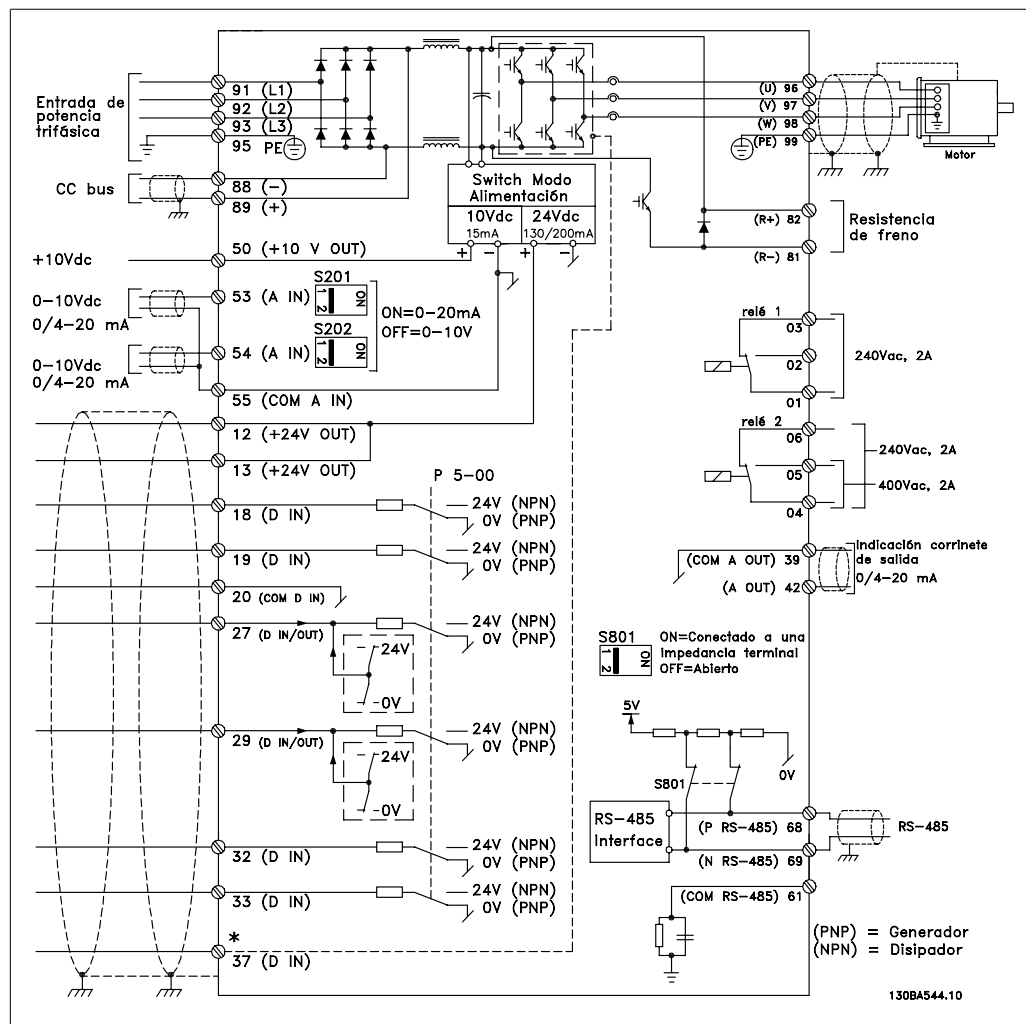 Entrada de
potencia
trifásica
91 (L1)
92 (L2)
93 (L3)
95 PE
CC bus
88 (-)
89 (+)
+10Vdc
50 (+10 V OUT)
0-10Vdc
0/4-20 mA
53 (A IN)
S201
1 2
ON
ON=0-20mA
OFF=0-10V
S202
1 2
ON
0-10Vdc
0/4-20 mA
54 (A IN)
55 (COM A IN)
12 (+24V OUT)
13 (+24V OUT)
P 5-00
18 (D IN)
24V (NPN)
0V (PNP)
19 (D IN)
24V (NPN)
0V (PNP)
20 (COM D IN)
27 (D IN/OUT)
24V (NPN)
0V (PNP)
24V
0V
29 (D IN/OUT)
24V (NPN)
0V (PNP)
24V
0V
32 (D IN)
24V (NPN)
0V (PNP)
33 (D IN)
24V (NPN)
0V (PNP)
*
37 (D IN)
Switch Modo
Alimentación
10Vdc
15mA
24Vdc
130/200mA
+ - + -
(U) 96
(V) 97
(W) 98
(PE) 99
Motor
(R+) 82
(R-) 81
Resistencia
de freno
relé 1
03
02
01
240Vac, 2A
relé 2
06
05
04
240Vac, 2A
400Vac, 2A
(COM A OUT) 39
(A OUT) 42
Indicación corrinete
de salida
0/4-20 mA
S801
1 2
ON
ON=Conectado a una
impedancia terminal
OFF=Abierto
5V
S801
0V
RS-485
Interface
(P RS-485) 68
(N RS-485) 69
RS-485
(COM RS-485) 61
(PNP) = Generador
(NPN) = Disipador
130BA544.10